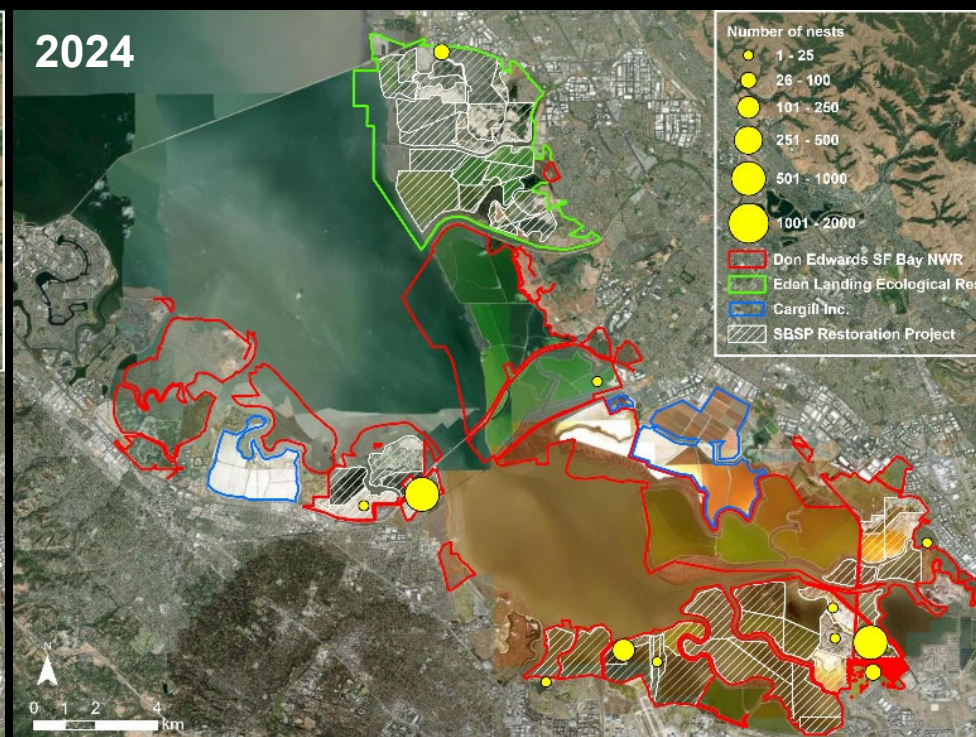 2024
Number of nests
1 - 25
26 - 100
101 - 250
251 - 500
501 - 1000
1001 - 2000
Don Edwards SF Bay NWR
Eden Landing Ecological Res
Cargill Inc.
SBSP Restoration Project
N
0 1 2 4
km